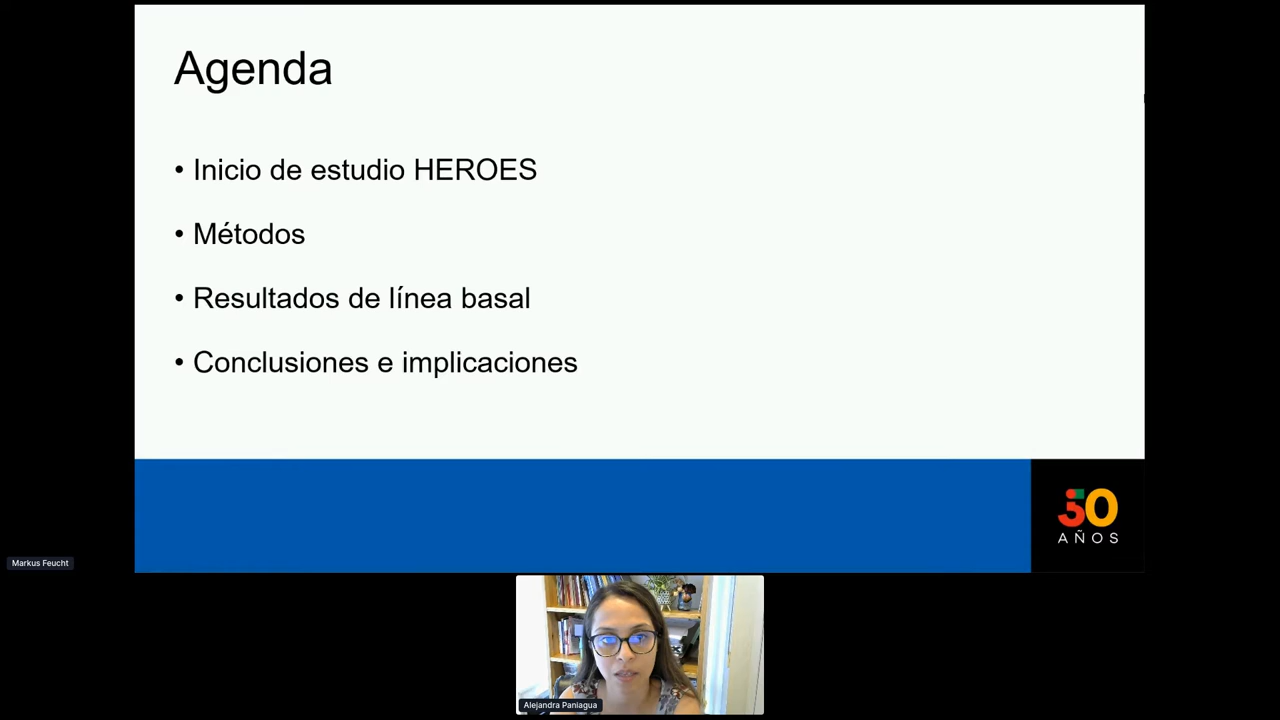 Agenda
• Inicio de estudio HEROES
• Métodos
• Resultados de línea basal
• Conclusiones e implicaciones
50
AÑOS
Markus Feucht
Alejandra Paniagua